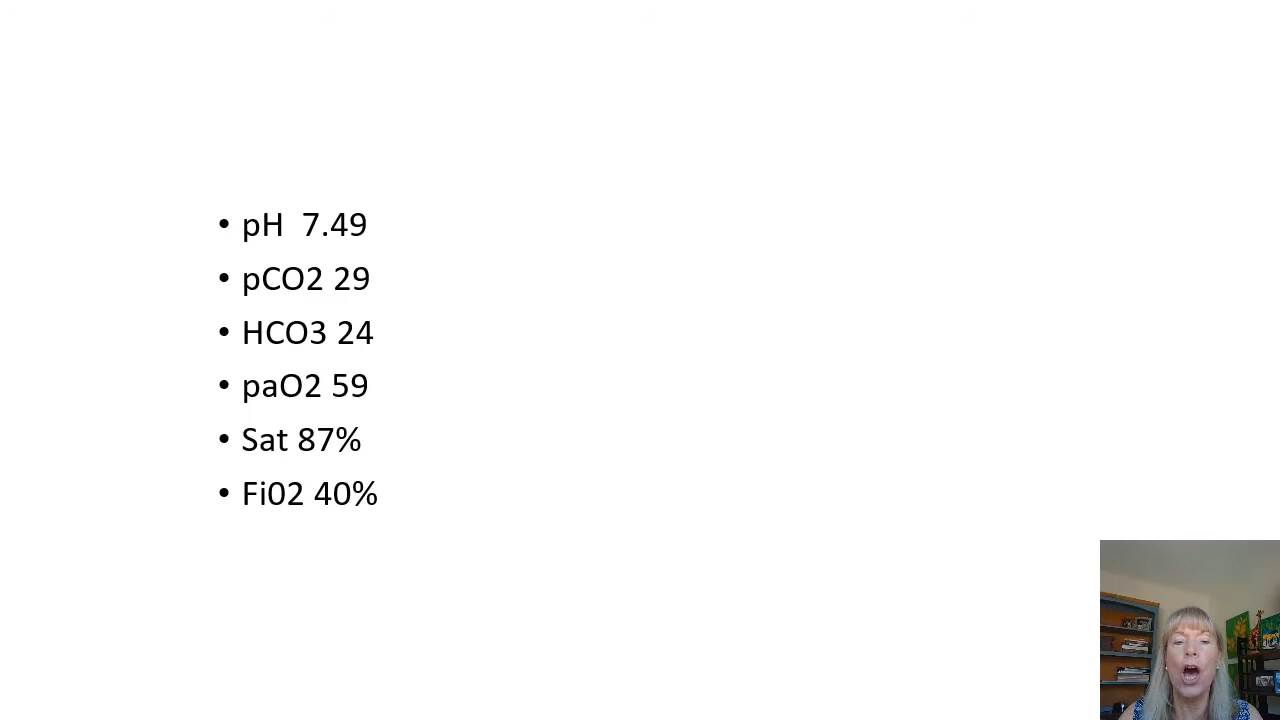 • pH  7.49
• pCO2 29
• HCO3 24
• paO2 59
• Sat 87%
• Fi02 40%